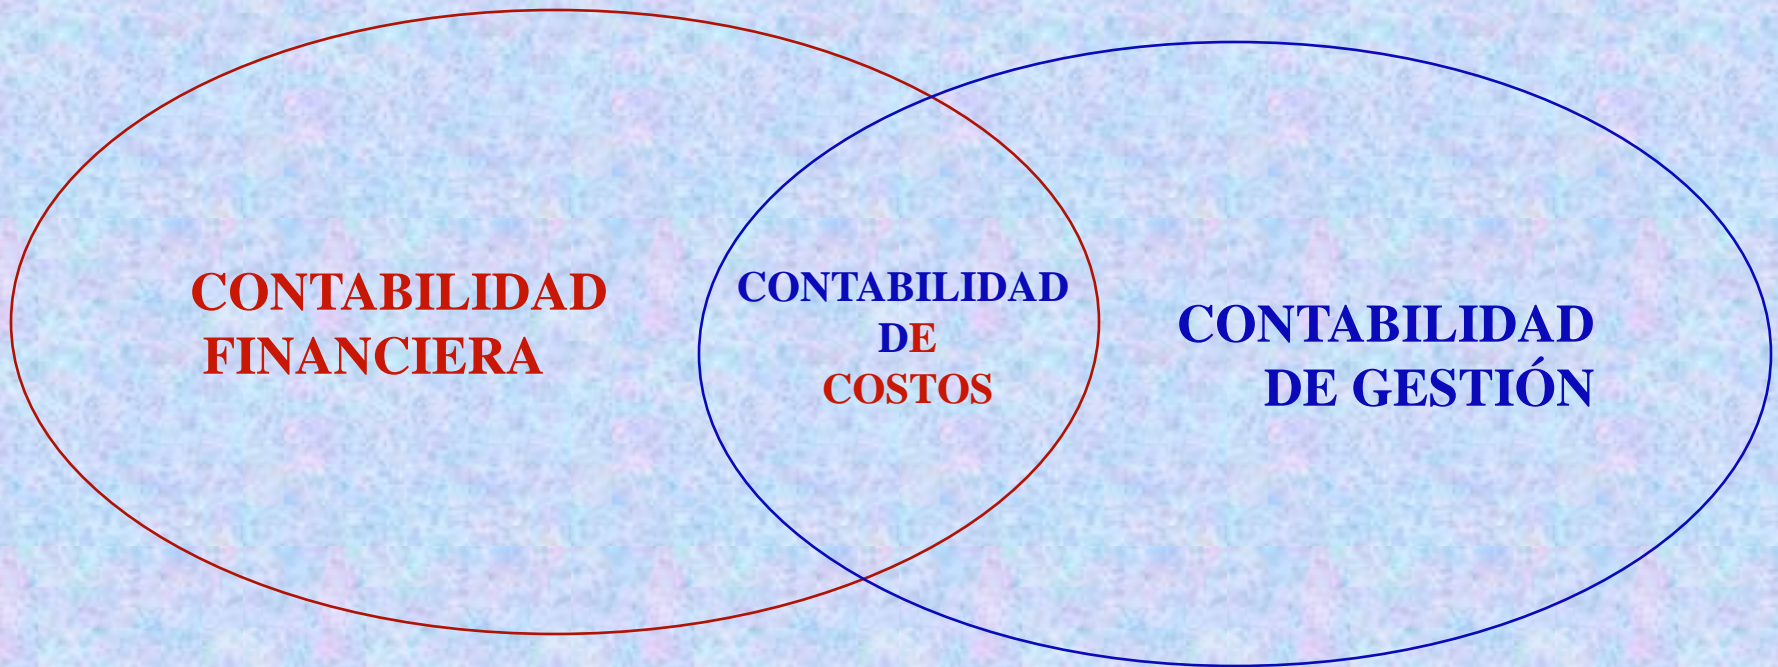 CONTABILIDAD
FINANCIERA
CONTABILIDAD
DE
COSTOS
CONTABILIDAD
DE GESTIÓN